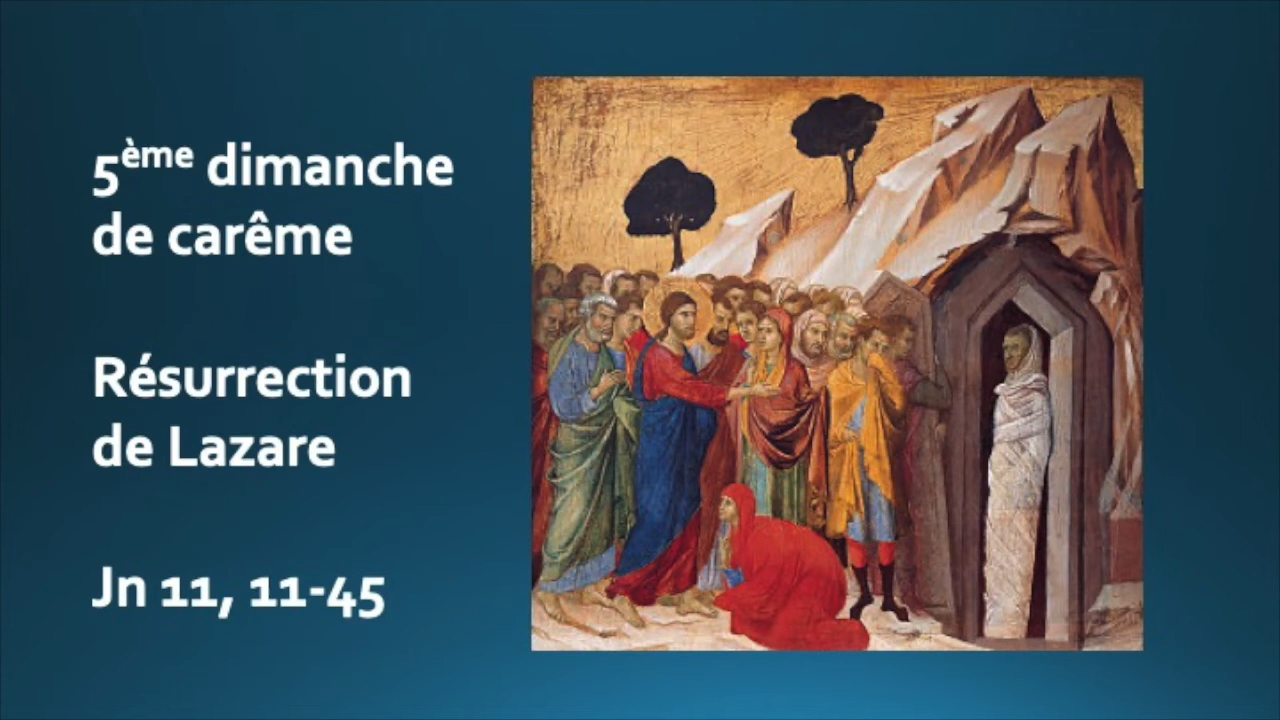 5ème dimanche
de carême
Résurrection
de Lazare
Jn 11, 11-45